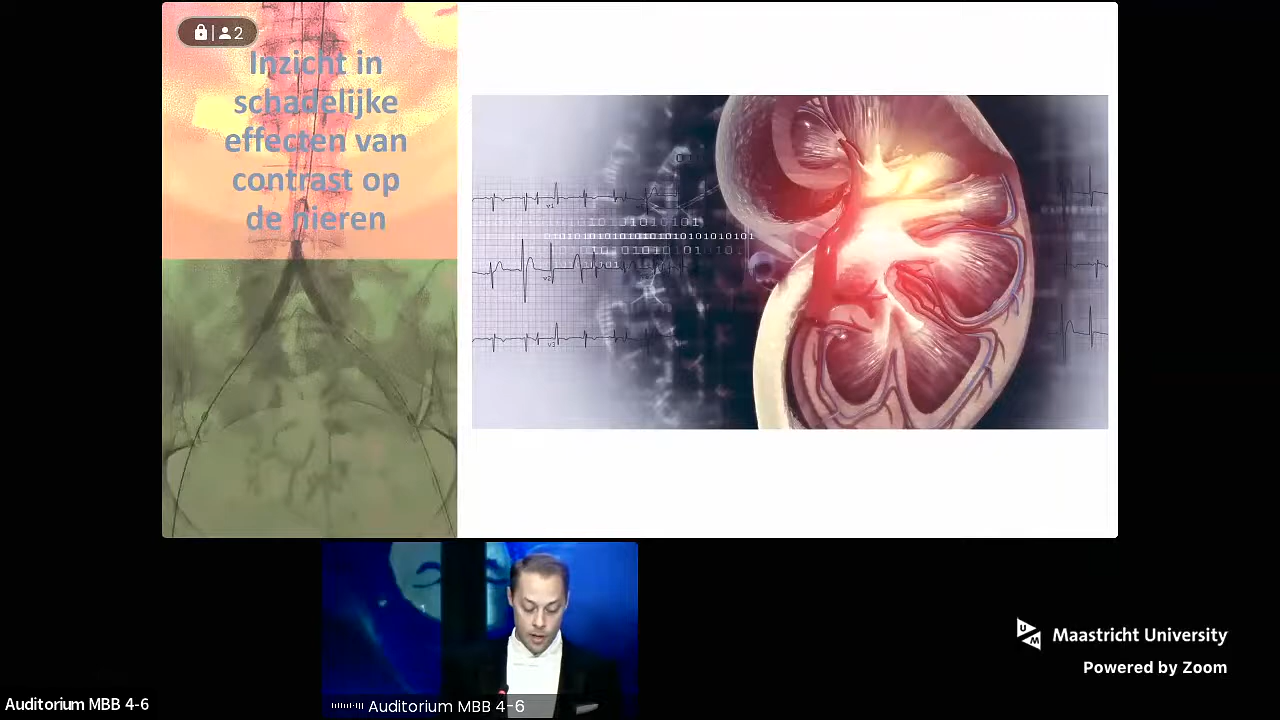 2
Inzicht in
schadelijke
effecten van
contrast op
de nieren
Auditorium MBB 4-6
Auditorium MBB 4-6
UM
Maastricht University
Powered by Zoom